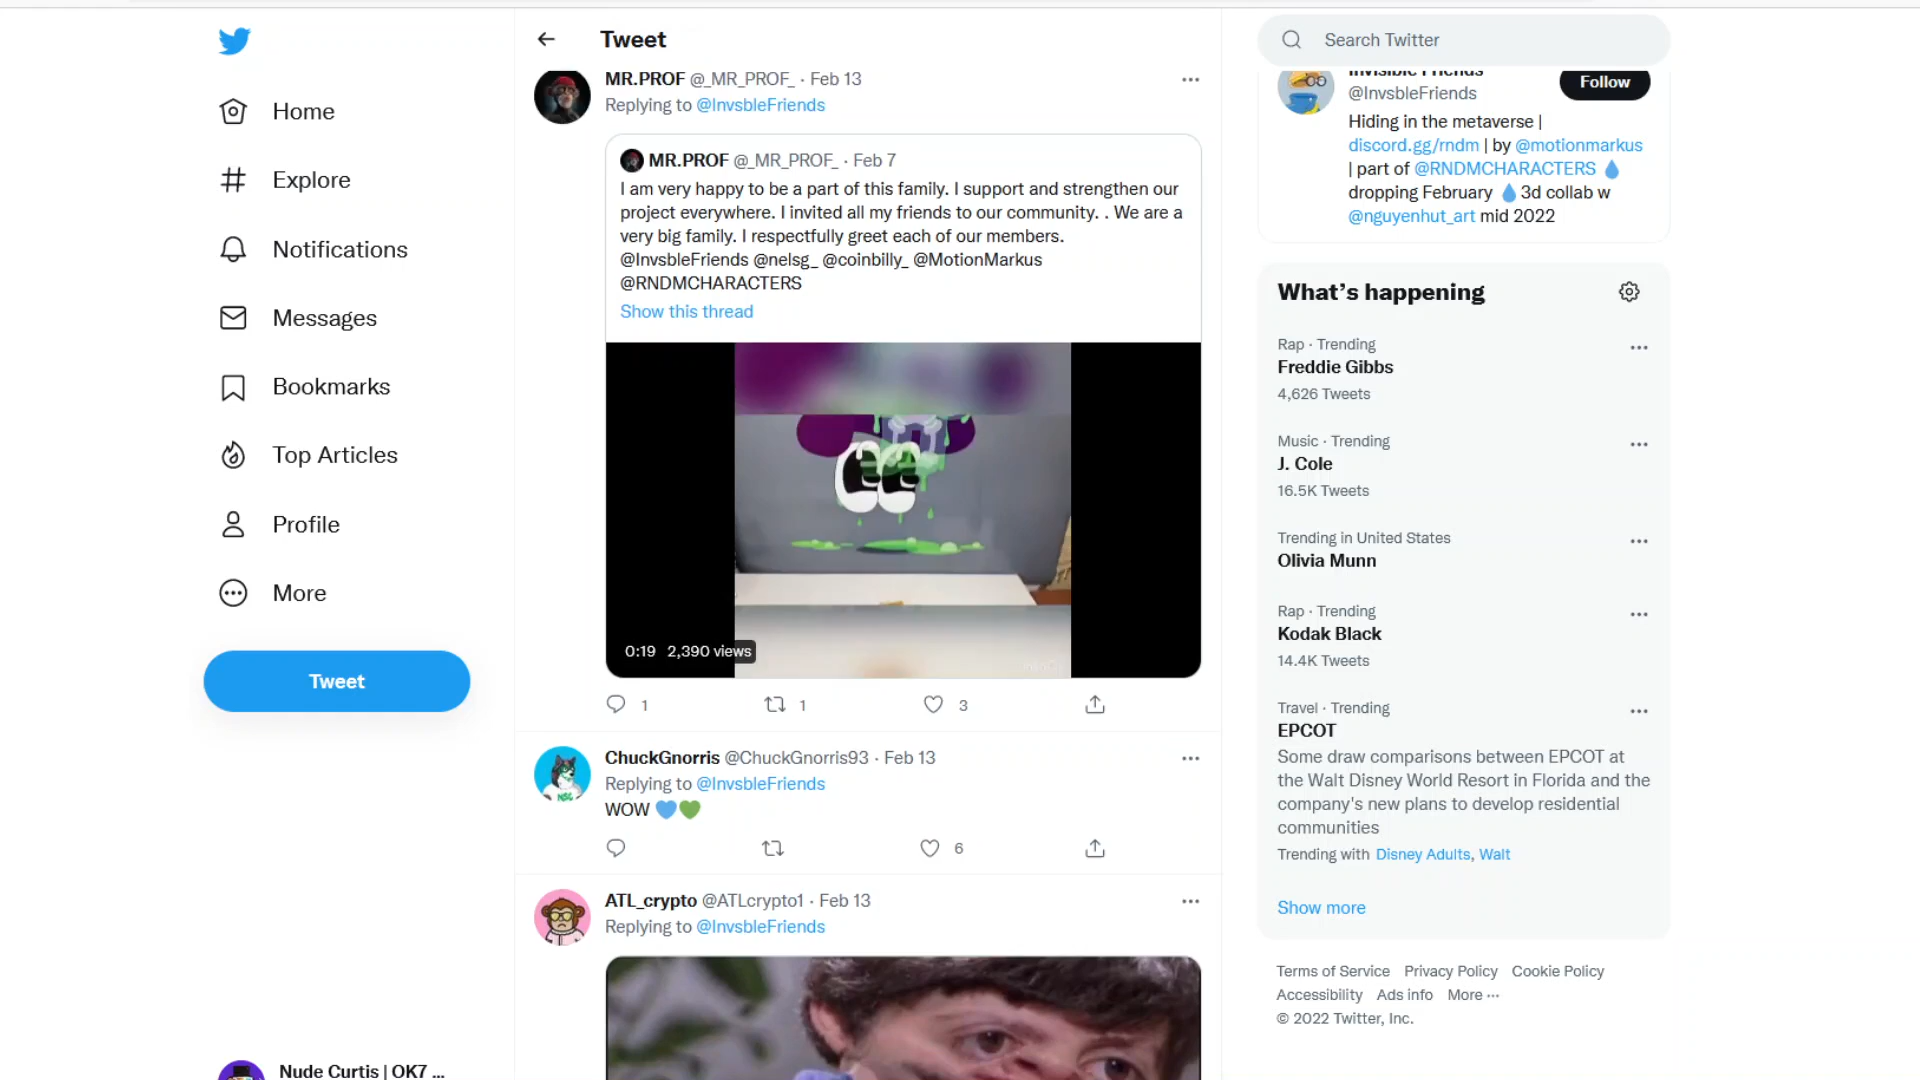 Home
Explore
Notifications
Messages
Bookmarks
Top Articles
Profile
More
Tweet
Nude Curtis | OK7 ...
Tweet
MR.PROF @_MR_PROF_ · Feb 13
Replying to @InvsbleFriends
MR.PROF @_MR_PROF_ · Feb 7
I am very happy to be a part of this family. I support and strengthen our
project everywhere. I invited all my friends to our community. . We are a
very big family. I respectfully greet each of our members.
@InvsbleFriends @nelsg_ @coinbilly_ @MotionMarkus
@RNDMCHARACTERS
Show this thread
0:19 2,390 views
1 1 3
ChuckGnorris @ChuckGnorris93 · Feb 13
Replying to @InvsbleFriends
WOW 💙💚
6
ATL_crypto @ATLcrypto1 · Feb 13
Replying to @InvsbleFriends
Search Twitter
Invisible Friends
@InvsbleFriends
Follow
Hiding in the metaverse |
discord.gg/rndm | by @motionmarkus
| part of @RNDMCHARACTERS 💧
dropping February 💧3d collab w
@nguyenhut_art mid 2022
What's happening
Rap · Trending
Freddie Gibbs
4,626 Tweets
Music · Trending
J. Cole
16.5K Tweets
Trending in United States
Olivia Munn
Rap · Trending
Kodak Black
14.4K Tweets
Travel · Trending
EPCOT
Some draw comparisons between EPCOT at
the Walt Disney World Resort in Florida and the
company's new plans to develop residential
communities
Trending with Disney Adults, Walt
Show more
Terms of Service Privacy Policy Cookie Policy
Accessibility Ads info More ···
© 2022 Twitter, Inc.